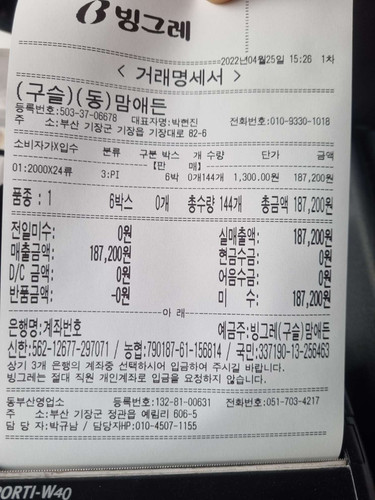 빙그레
2022년04월25일 15:26 1차
< 거래명세서 >
(구슬)(동)맘애든
등록번호:503-37-06678 대표자명:박현진 전화번호:010-9330-1018
주 소:부산 기장군 기장읍 기장대로 82-6
소비자가X입수 분류 구분 박스 개 수량 단가 금액
【판 매】
01:2000X24류 3:PI 6박 0개144개 1,300.00원 187,200원
품종 : 1 6박스 0개 총수량 144개 총금액 187,200원
전일미수: 0원 실매출액: 187,200원
매출금액: 187,200원 현금수금: 0원
D/C 금액: 0원 어음수금: 0원
반품금액: -0원 미 수: 187,200원
아 래
은행명:계좌번호 예금주:빙그레(구슬)맘애든
신한:562-12677-297071 / 농협:790187-61-156814 / 국민:337190-13-256463
상기 3개 은행의 계좌중 선택하시어 입금하여 주시길 바랍니다.
빙그레는 절대 직원 개인계좌로 입금을 요청하지 않습니다.
동부산영업소 등록번호:132-81-00631 전화번호:051-703-4217
주 소:부산 기장군 정관읍 예림리 606-5
담 당 자:박규남 / 담당자HP:010-4507-1155
PORTI-W40